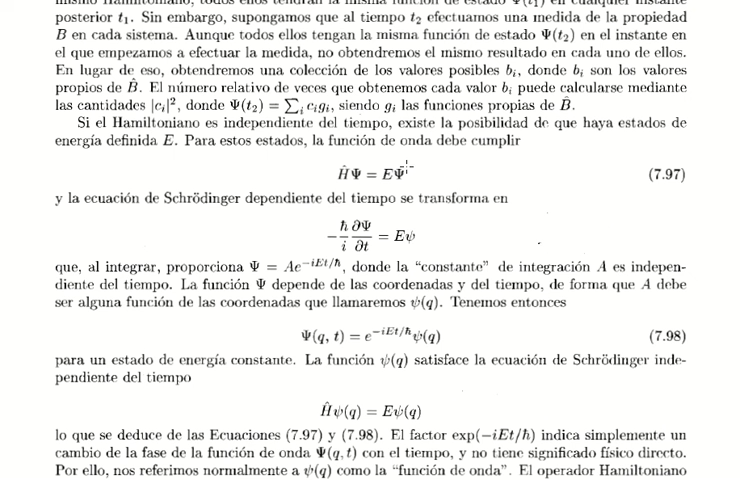 mismo Hamiltoniano, todos ellos tendrán la misma función de estado Ψ(t₁) en cualquier instante
posterior t₁. Sin embargo, supongamos que al tiempo t₂ efectuamos una medida de la propiedad
B en cada sistema. Aunque todos ellos tengan la misma función de estado Ψ(t₂) en el instante en
el que empezamos a efectuar la medida, no obtendremos el mismo resultado en cada uno de ellos.
En lugar de eso, obtendremos una colección de los valores posibles bᵢ, donde bᵢ son los valores
propios de B̂. El número relativo de veces que obtenemos cada valor bᵢ puede calcularse mediante
las cantidades |cᵢ|², donde Ψ(t₂) = ∑ᵢ cᵢgᵢ, siendo gᵢ las funciones propias de B̂.
Si el Hamiltoniano es independiente del tiempo, existe la posibilidad de que haya estados de
energía definida E. Para estos estados, la función de onda debe cumplir
ĤΨ = EΨ (7.97)
y la ecuación de Schrödinger dependiente del tiempo se transforma en
−ħ/i ∂Ψ/∂t = Eψ
que, al integrar, proporciona Ψ = Ae^{−iEt/ħ}, donde la “constante” de integración A es indepen-
diente del tiempo. La función Ψ depende de las coordenadas y del tiempo, de forma que A debe
ser alguna función de las coordenadas que llamaremos ψ(q). Tenemos entonces
Ψ(q, t) = e^{−iEt/ħ}ψ(q) (7.98)
para un estado de energía constante. La función ψ(q) satisface la ecuación de Schrödinger inde-
pendiente del tiempo
Ĥψ(q) = Eψ(q)
lo que se deduce de las Ecuaciones (7.97) y (7.98). El factor exp(−iEt/ħ) indica simplemente un
cambio de la fase de la función de onda Ψ(q, t) con el tiempo, y no tiene significado físico directo.
Por ello, nos referimos normalmente a ψ(q) como la “función de onda”. El operador Hamiltoniano